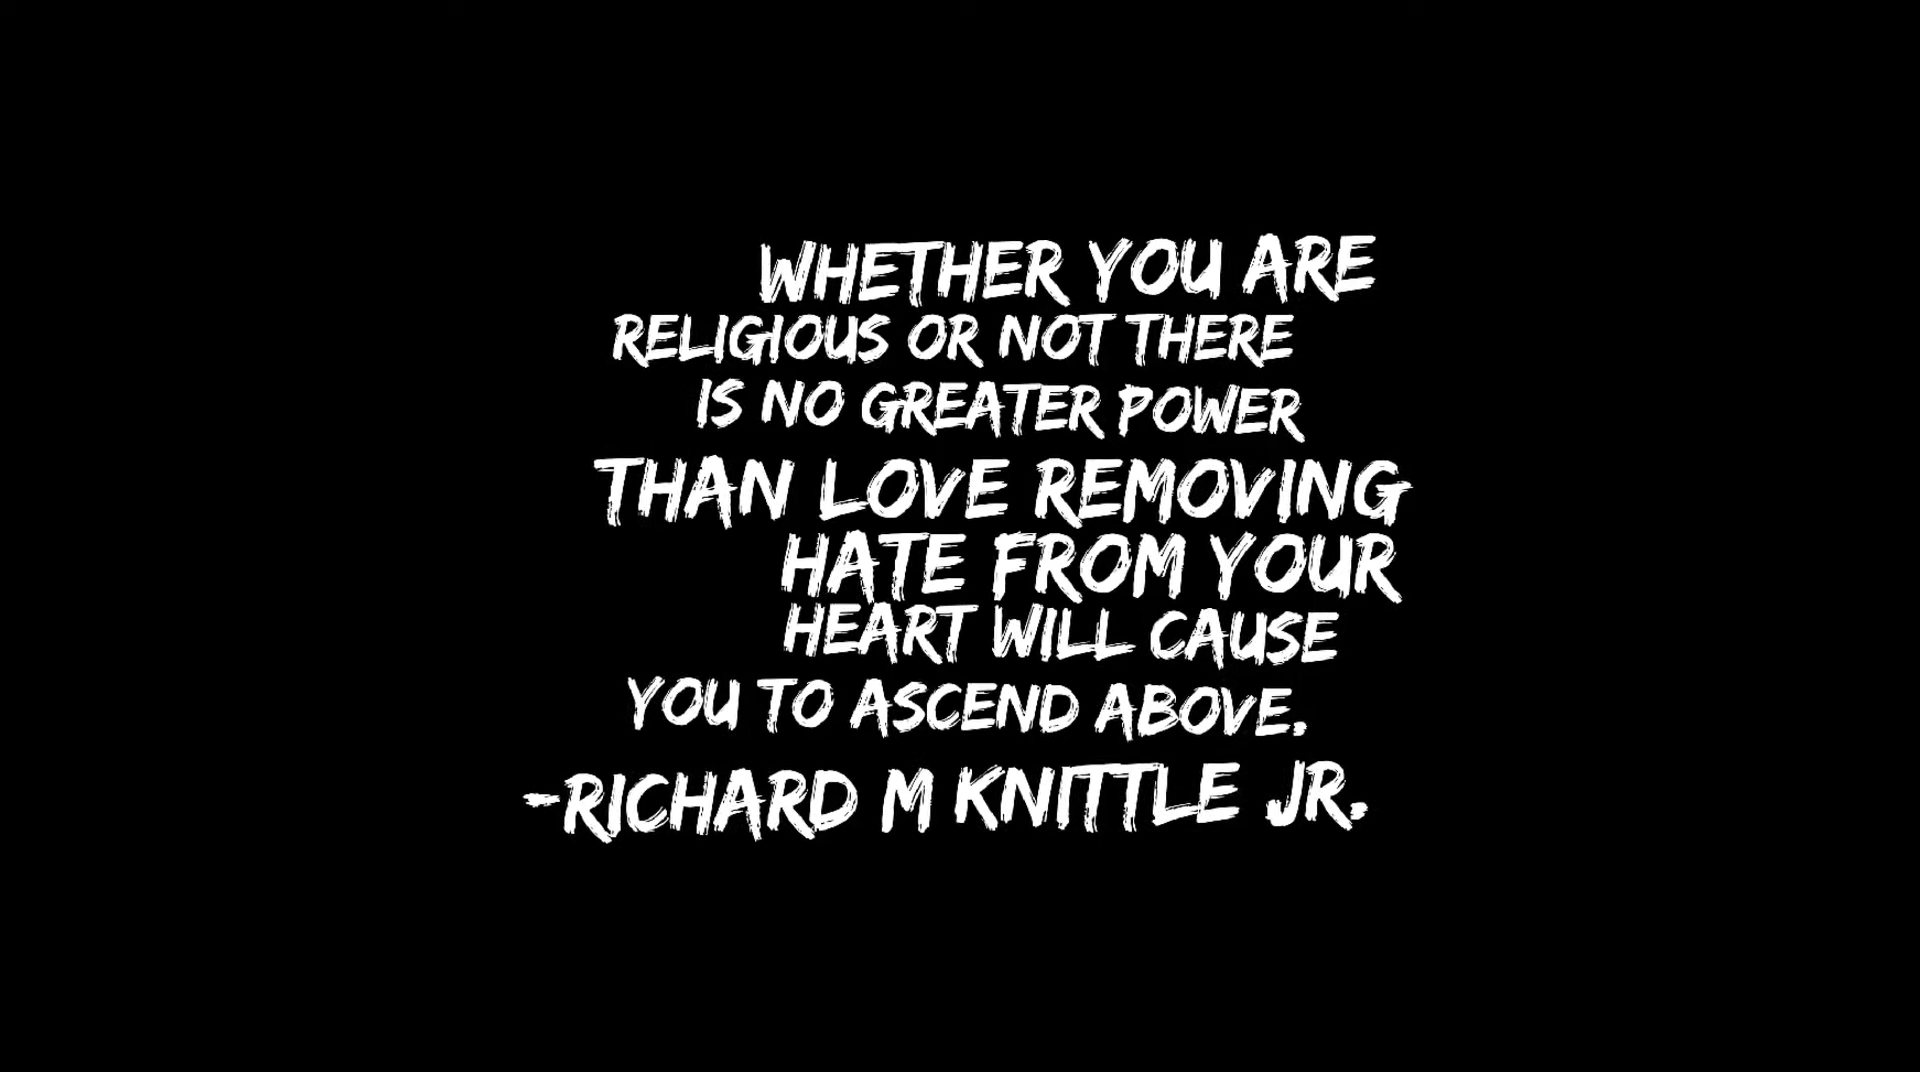 WHETHER YOU ARE
RELIGIOUS OR NOT THERE
IS NO GREATER POWER
THAN LOVE REMOVING
HATE FROM YOUR
HEART WILL CAUSE
YOU TO ASCEND ABOVE.
-RICHARD M KNITTLE JR.